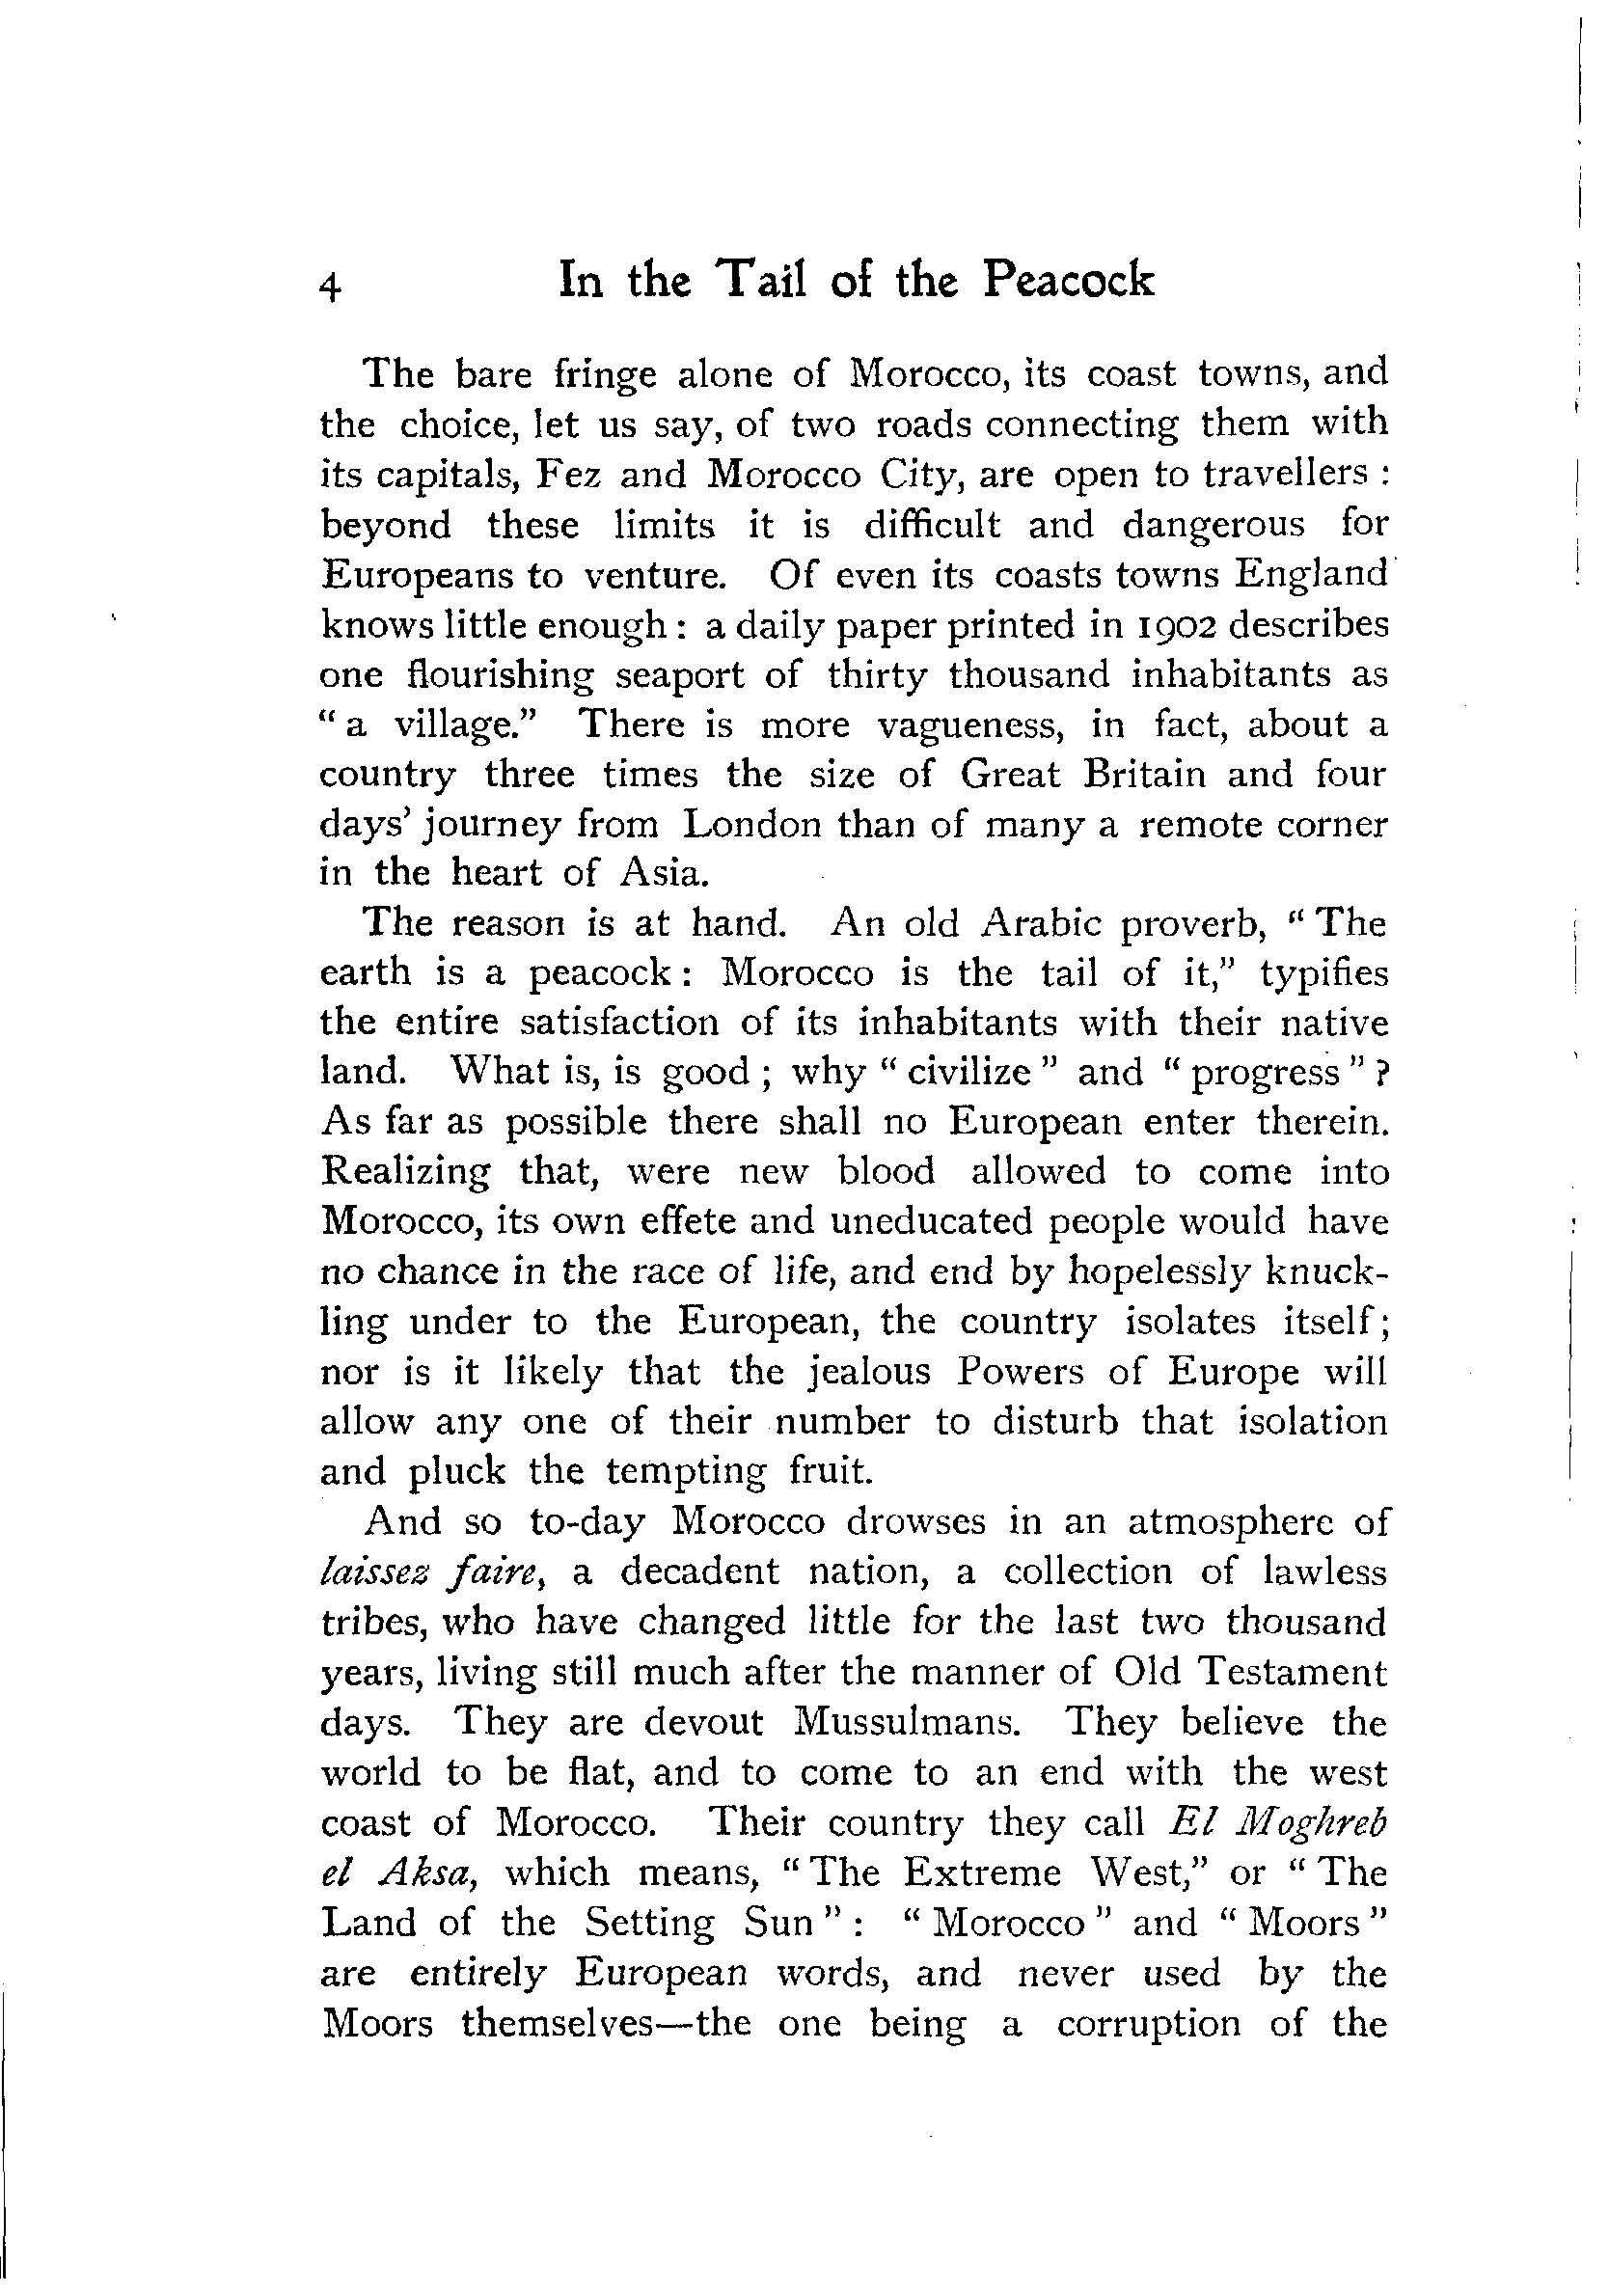 4 In the Tail of the Peacock
The bare fringe alone of Morocco, its coast towns, and
the choice, let us say, of two roads connecting them with
its capitals, Fez and Morocco City, are open to travellers :
beyond these limits it is difficult and dangerous for
Europeans to venture. Of even its coasts towns England
knows little enough : a daily paper printed in 1902 describes
one flourishing seaport of thirty thousand inhabitants as
“ a village.” There is more vagueness, in fact, about a
country three times the size of Great Britain and four
days’ journey from London than of many a remote corner
in the heart of Asia.
The reason is at hand. An old Arabic proverb, “ The
earth is a peacock : Morocco is the tail of it,” typifies
the entire satisfaction of its inhabitants with their native
land. What is, is good ; why “ civilize ” and “ progress ” ?
As far as possible there shall no European enter therein.
Realizing that, were new blood allowed to come into
Morocco, its own effete and uneducated people would have
no chance in the race of life, and end by hopelessly knuck-
ling under to the European, the country isolates itself ;
nor is it likely that the jealous Powers of Europe will
allow any one of their number to disturb that isolation
and pluck the tempting fruit.
And so to-day Morocco drowses in an atmosphere of
laissez faire, a decadent nation, a collection of lawless
tribes, who have changed little for the last two thousand
years, living still much after the manner of Old Testament
days. They are devout Mussulmans. They believe the
world to be flat, and to come to an end with the west
coast of Morocco. Their country they call El Moghreb
el Aksa, which means, “ The Extreme West,” or “ The
Land of the Setting Sun ” : “ Morocco ” and “ Moors ”
are entirely European words, and never used by the
Moors themselves—the one being a corruption of the